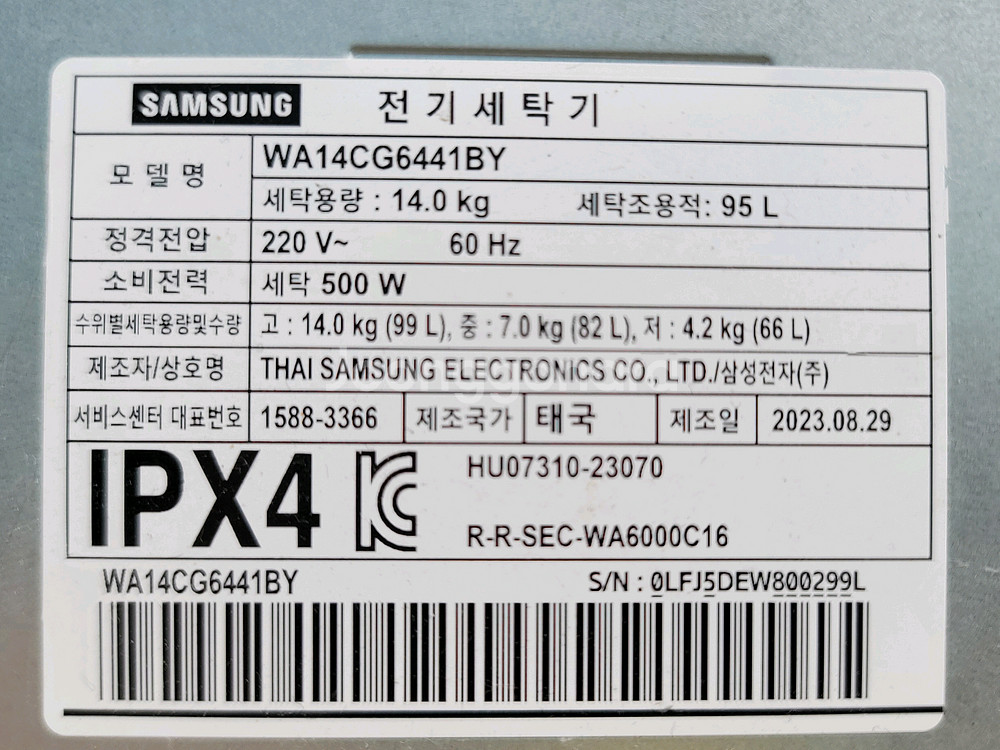 SAMSUNG 전기세탁기
모델명 WA14CG6441BY
세탁용량 : 14.0 kg 세탁조용적: 95 L
정격전압 220 V~ 60 Hz
소비전력 세탁 500 W
수위별세탁용량및수량 고 : 14.0 kg (99 L), 중 : 7.0 kg (82 L), 저 : 4.2 kg (66 L)
제조자/상호명 THAI SAMSUNG ELECTRONICS CO., LTD./삼성전자(주)
서비스센터 대표번호 1588-3366 제조국가 태국 제조일 2023.08.29
IPX4 HU07310-23070
R-R-SEC-WA6000C16
WA14CG6441BY S/N : 0LFJ5DEW800299L